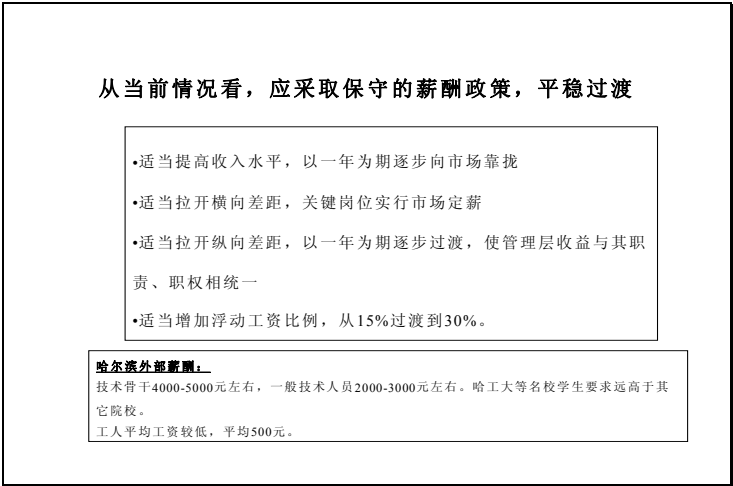 从当前情况看，应采取保守的薪酬政策，平稳过渡
•适当提高收入水平，以一年为期逐步向市场靠拢
•适当拉开横向差距，关键岗位实行市场定薪
•适当拉开纵向差距，以一年为期逐步过渡，使管理层收益与其职
责、职权相统一
•适当增加浮动工资比例，从15%过渡到30%。
哈尔滨外部薪酬：
技术骨干4000-5000元左右，一般技术人员2000-3000元左右。哈工大等名校学生要求远高于其
它院校。
工人平均工资较低，平均500元。